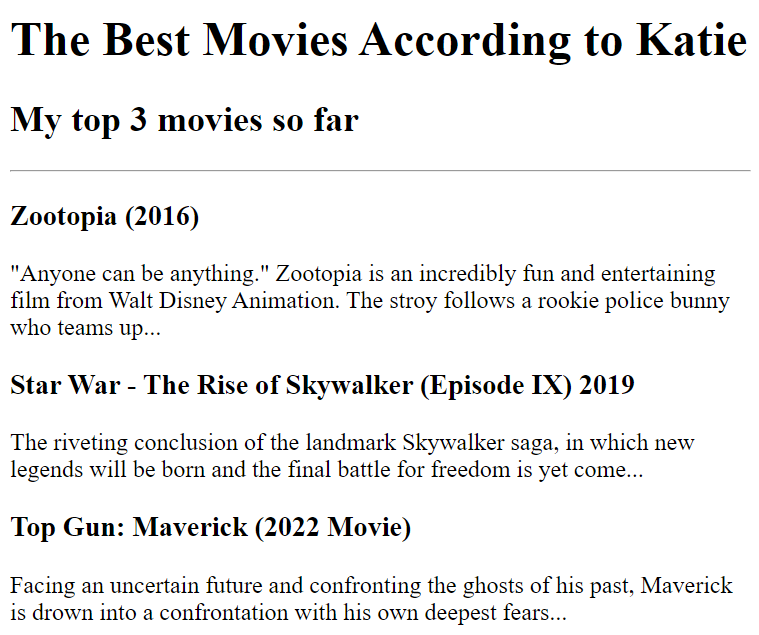 The Best Movies According to Katie
My top 3 movies so far
Zootopia (2016)
"Anyone can be anything." Zootopia is an incredibly fun and entertaining
film from Walt Disney Animation. The stroy follows a rookie police bunny
who teams up...
Star War - The Rise of Skywalker (Episode IX) 2019
The riveting conclusion of the landmark Skywalker saga, in which new
legends will be born and the final battle for freedom is yet come...
Top Gun: Maverick (2022 Movie)
Facing an uncertain future and confronting the ghosts of his past, Maverick
is drown into a confrontation with his own deepest fears...